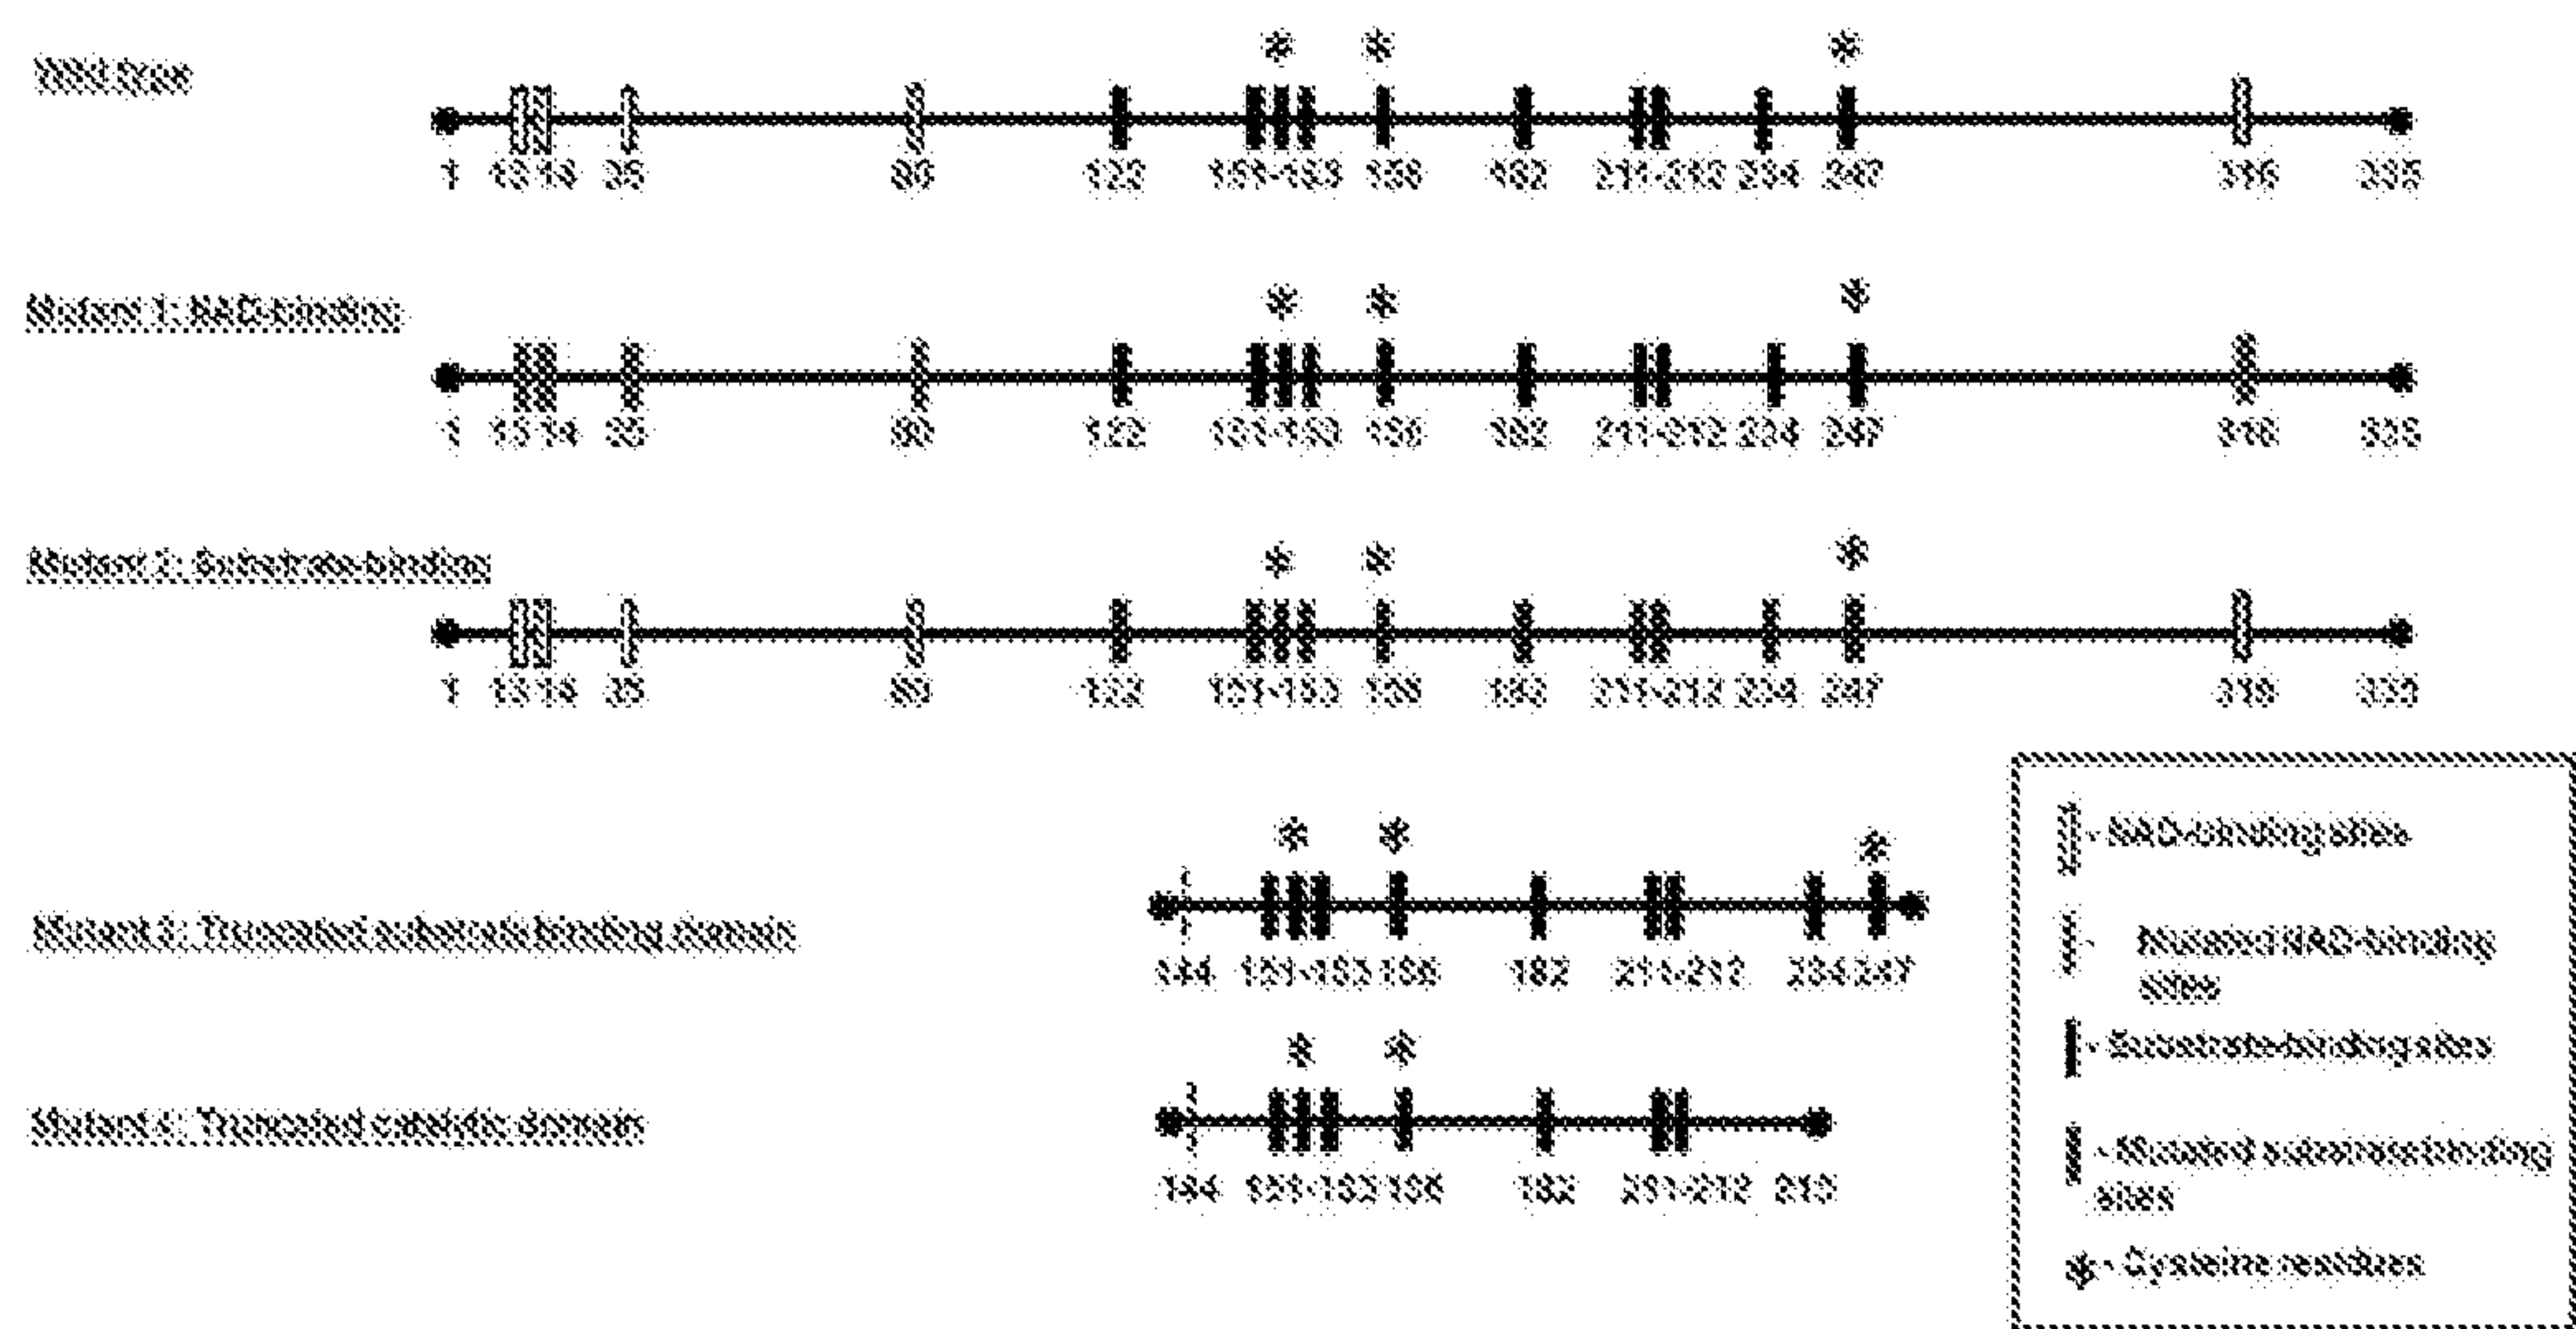 Wild type
1 13 14 35 80 122 151-153 156 182 211-212 234 247 316 335
Mutant 1: NAD-binding
1 13 14 35 80 122 151-153 156 182 211-212 234 247 316 335
Mutant 2: Substrate-binding
1 13 14 35 80 122 151-153 156 182 211-212 234 247 316 335
Mutant 3: Truncated substrate binding domain
144 151-153 156 182 211-212 234 247
Mutant 4: Truncated catalytic domain
144 151-153 156 182 211-212
- NAD-binding sites
- Mutated NAD-binding
sites
- Substrate-binding sites
- Mutated substrate binding
sites
- Cysteine residues